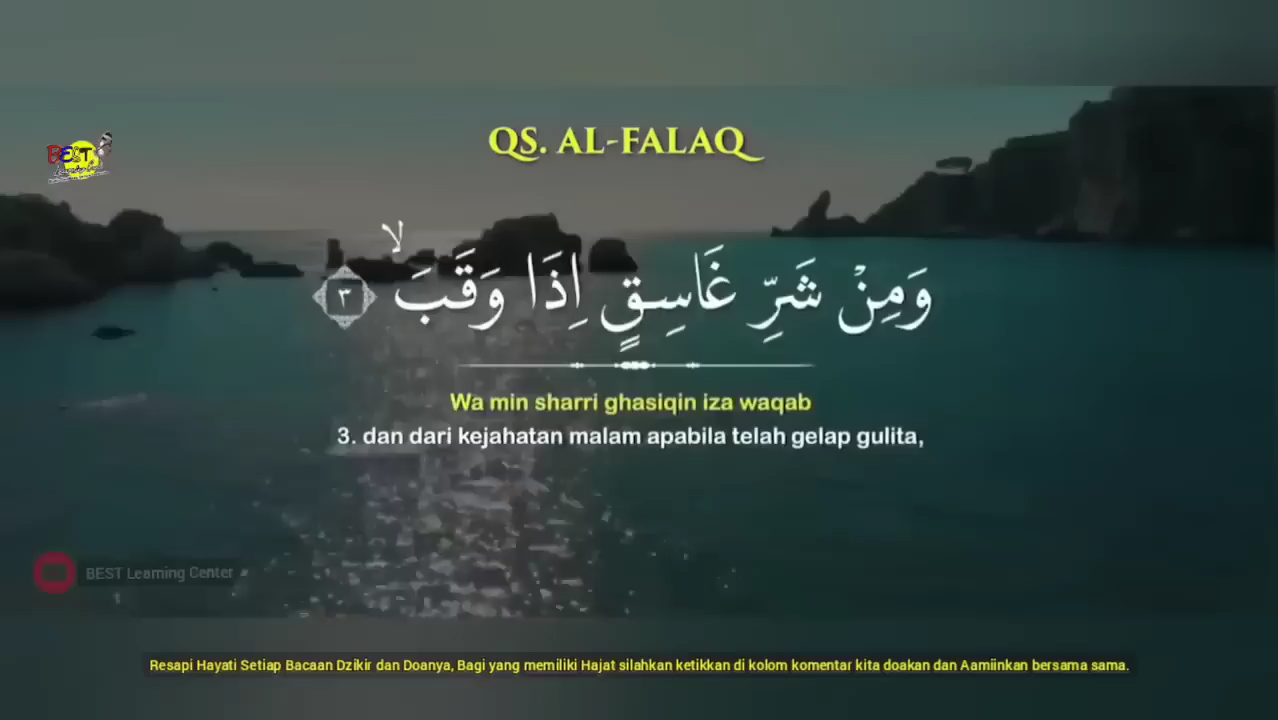 BEST
QS. AL-FALAQ
وَمِنْ شَرِّ غَاسِقٍ اِذَا وَقَبَ ۙ ٣
Wa min sharri ghasiqin iza waqab
3. dan dari kejahatan malam apabila telah gelap gulita,
BEST Learning Center
Resapi Hayati Setiap Bacaan Dzikir dan Doanya, Bagi yang memiliki Hajat silahkan ketikkan di kolom komentar kita doakan dan Aamiinkan bersama sama.